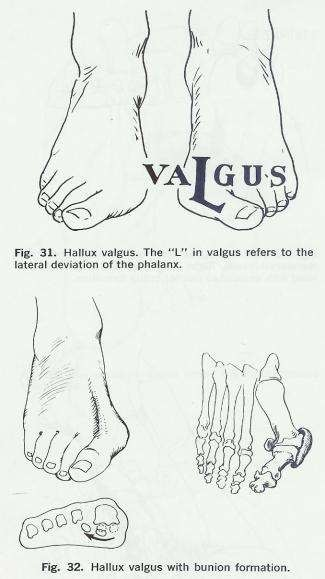 VALGUS
Fig. 31. Hallux valgus. The "L" in valgus refers to the
lateral deviation of the phalanx.
Fig. 32. Hallux valgus with bunion formation.